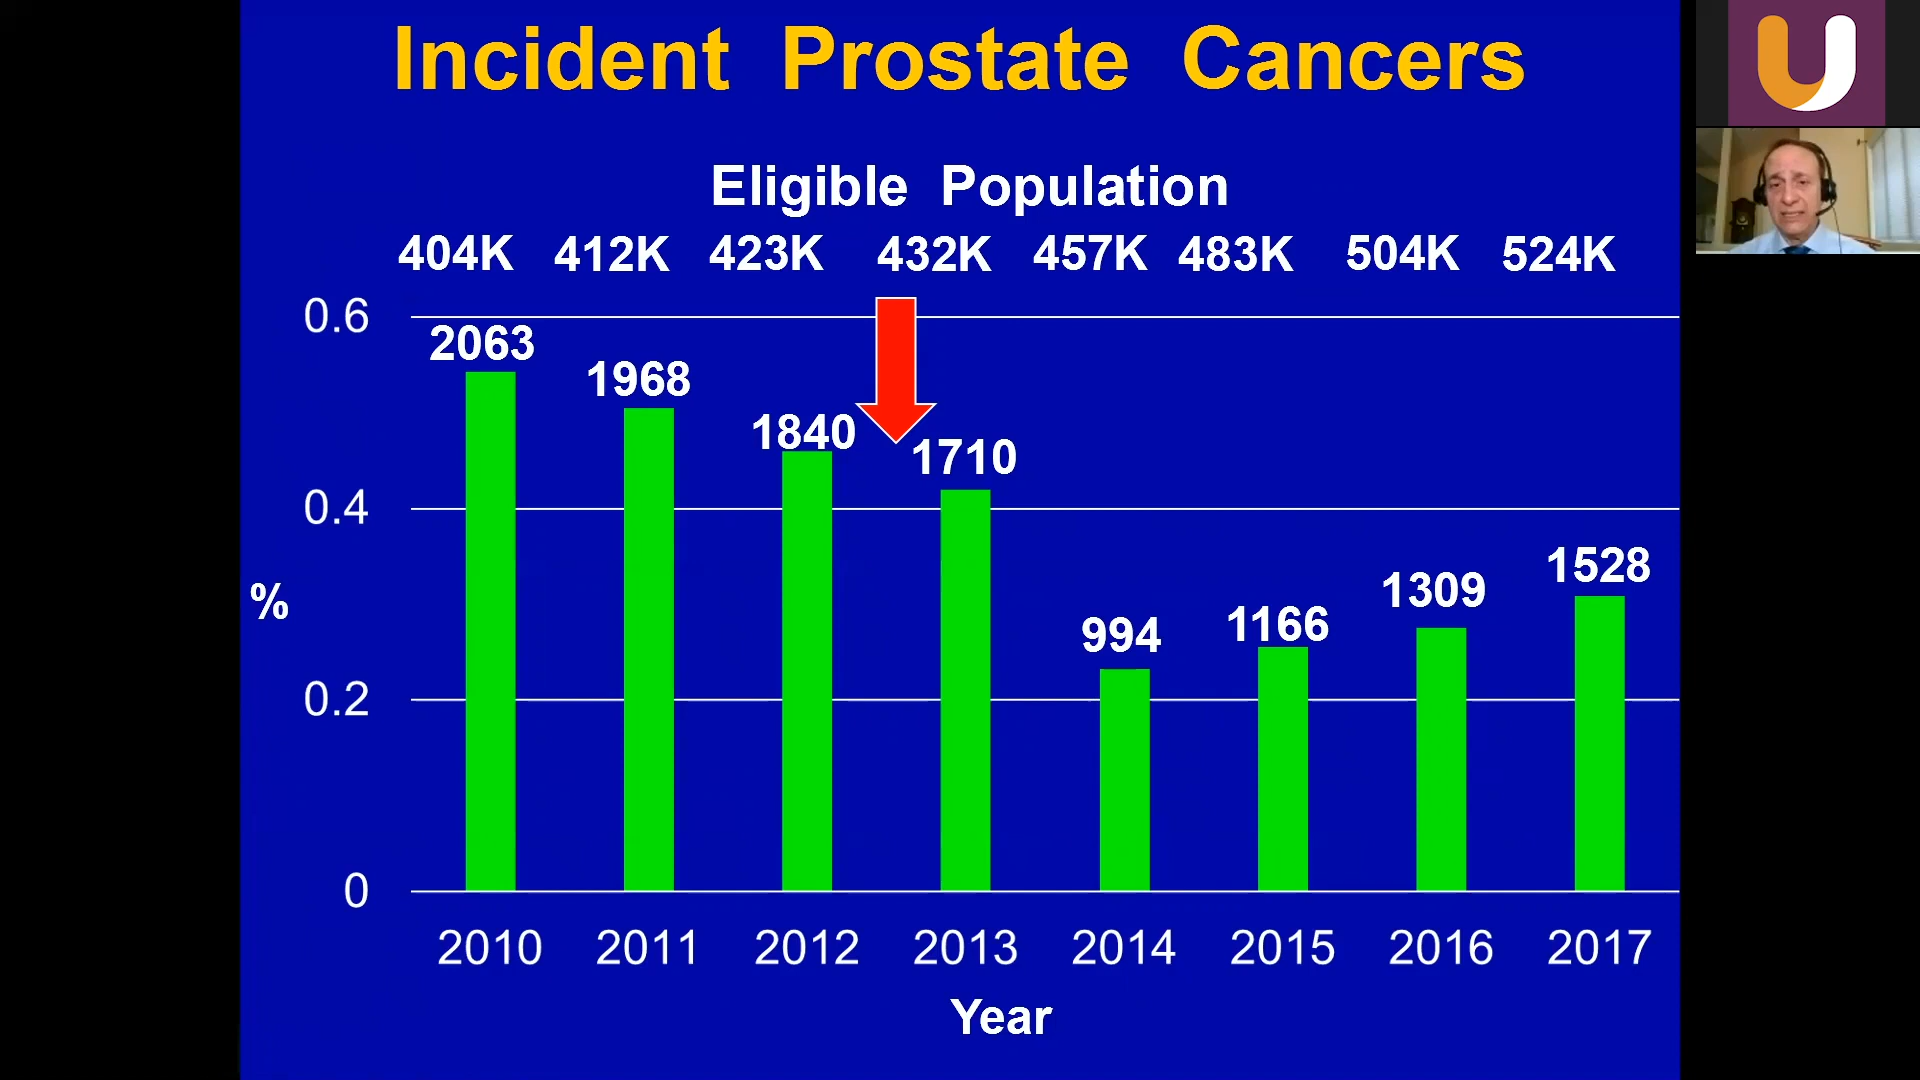 Incident Prostate Cancers
Eligible Population
404K 412K 423K 432K 457K 483K 504K 524K
0.6
2063
1968
1840
1710
0.4
1528
%
1309
1166
994
0.2
0
2010 2011 2012 2013 2014 2015 2016 2017
Year